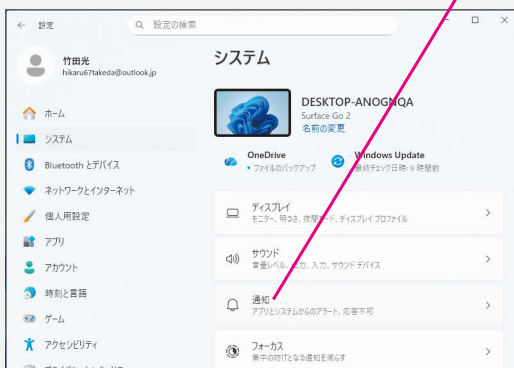 設定
設定の検索
竹田光
hikaru67takeda@outlook.jp
ホーム
システム
Bluetooth とデバイス
ネットワークとインターネット
個人用設定
アプリ
アカウント
時刻と言語
ゲーム
アクセシビリティ
システム
DESKTOP-ANOGNQA
Surface Go 2
名前の変更
OneDrive
• ファイルのバックアップ
Windows Update
最終チェック日時: 9 時間前
ディスプレイ
モニター、明るさ、夜間モード、ディスプレイ プロファイル
サウンド
音量レベル、出力、入力、サウンド デバイス
通知
アプリとシステムからのアラート、応答不可
フォーカス
集中の妨げとなる通知を減らす